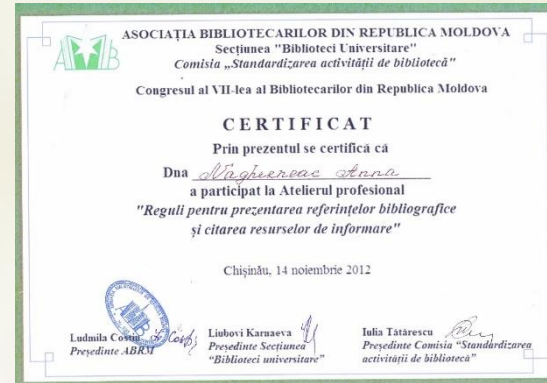 ASOCIAȚIA BIBLIOTECARILOR DIN REPUBLICA MOLDOVA
Secțiunea "Biblioteci Universitare"
Comisia „Standardizarea activității de bibliotecă"
Congresul al VII-lea al Bibliotecarilor din Republica Moldova
CERTIFICAT
Prin prezentul se certifică că
Dna Nagherneac Anna
a participat la Atelierul profesional
"Reguli pentru prezentarea referințelor bibliografice
și citarea resurselor de informare"
Chișinău, 14 noiembrie 2012
Ludmila Costin
Președinte ABRM
Liubovi Karnaeva
Președinte Secțiunea
"Biblioteci universitare"
Iulia Tătărescu
Președinte Comisia "Standardizarea
activității de bibliotecă"